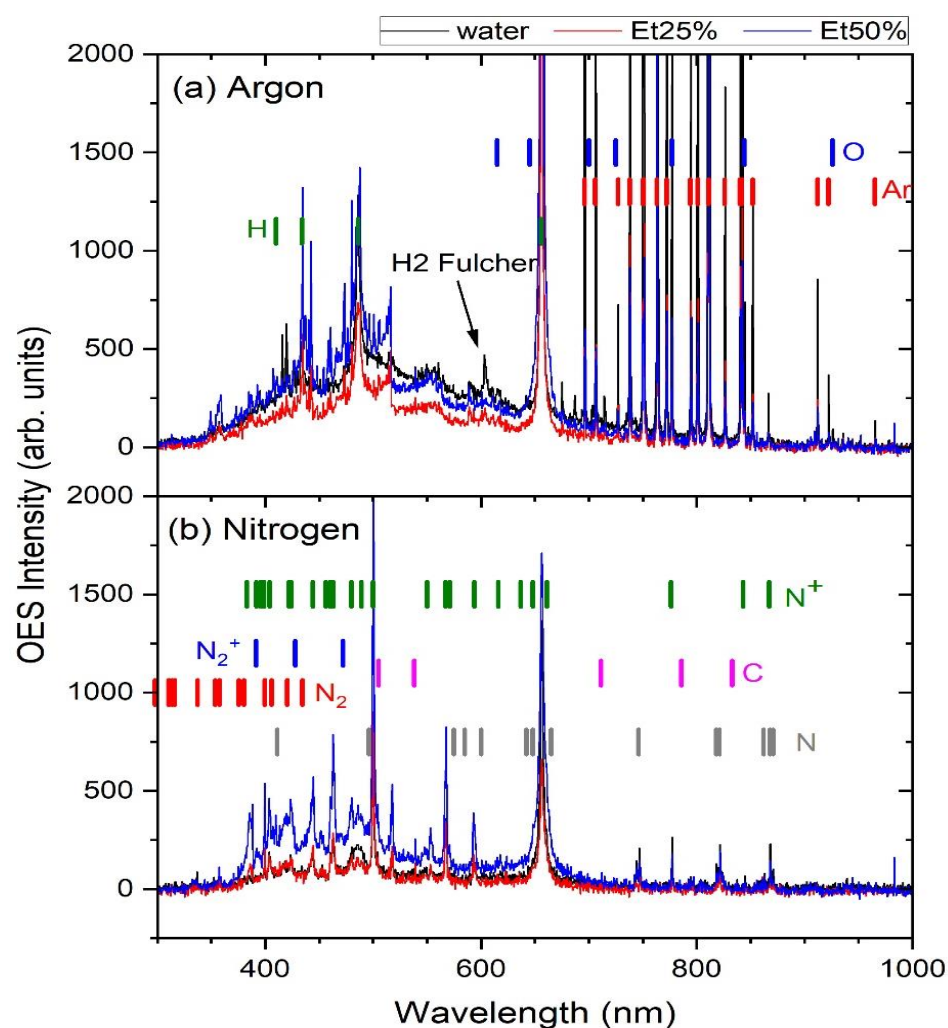 water Et25% Et50%
2000
(a) Argon
1500
O
Ar
H
1000
H2 Fulcher
500
0
2000
(b) Nitrogen
1500
N⁺
N₂⁺
C
1000
N₂
N
500
0
400 600 800 1000
Wavelength (nm)
OES Intensity (arb. units)